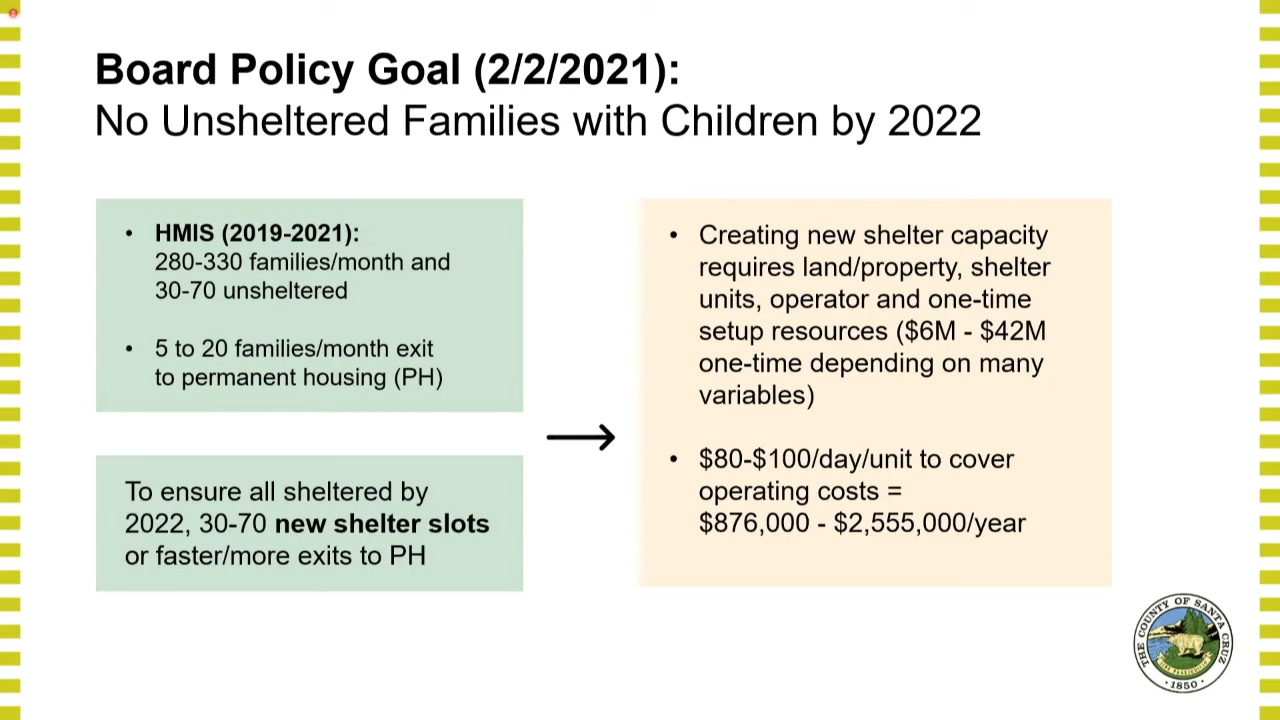 Board Policy Goal (2/2/2021):
No Unsheltered Families with Children by 2022
• HMIS (2019-2021):
280-330 families/month and
30-70 unsheltered
• 5 to 20 families/month exit
to permanent housing (PH)
To ensure all sheltered by
2022, 30-70 new shelter slots
or faster/more exits to PH
• Creating new shelter capacity
requires land/property, shelter
units, operator and one-time
setup resources ($6M - $42M
one-time depending on many
variables)
• $80-$100/day/unit to cover
operating costs =
$876,000 - $2,555,000/year
THE COUNTY OF SANTA CRUZ
· 1850 ·